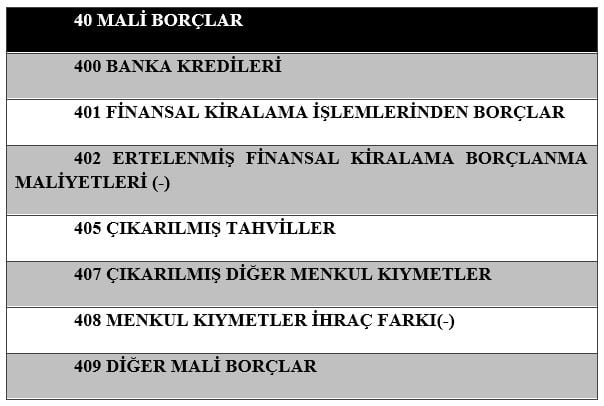 40 MALİ BORÇLAR
400 BANKA KREDİLERİ
401 FİNANSAL KİRALAMA İŞLEMLERİNDEN BORÇLAR
402 ERTELENMİŞ FİNANSAL KİRALAMA BORÇLANMA
MALİYETLERİ (-)
405 ÇIKARILMIŞ TAHVİLLER
407 ÇIKARILMIŞ DİĞER MENKUL KIYMETLER
408 MENKUL KIYMETLER İHRAÇ FARKI(-)
409 DİĞER MALİ BORÇLAR